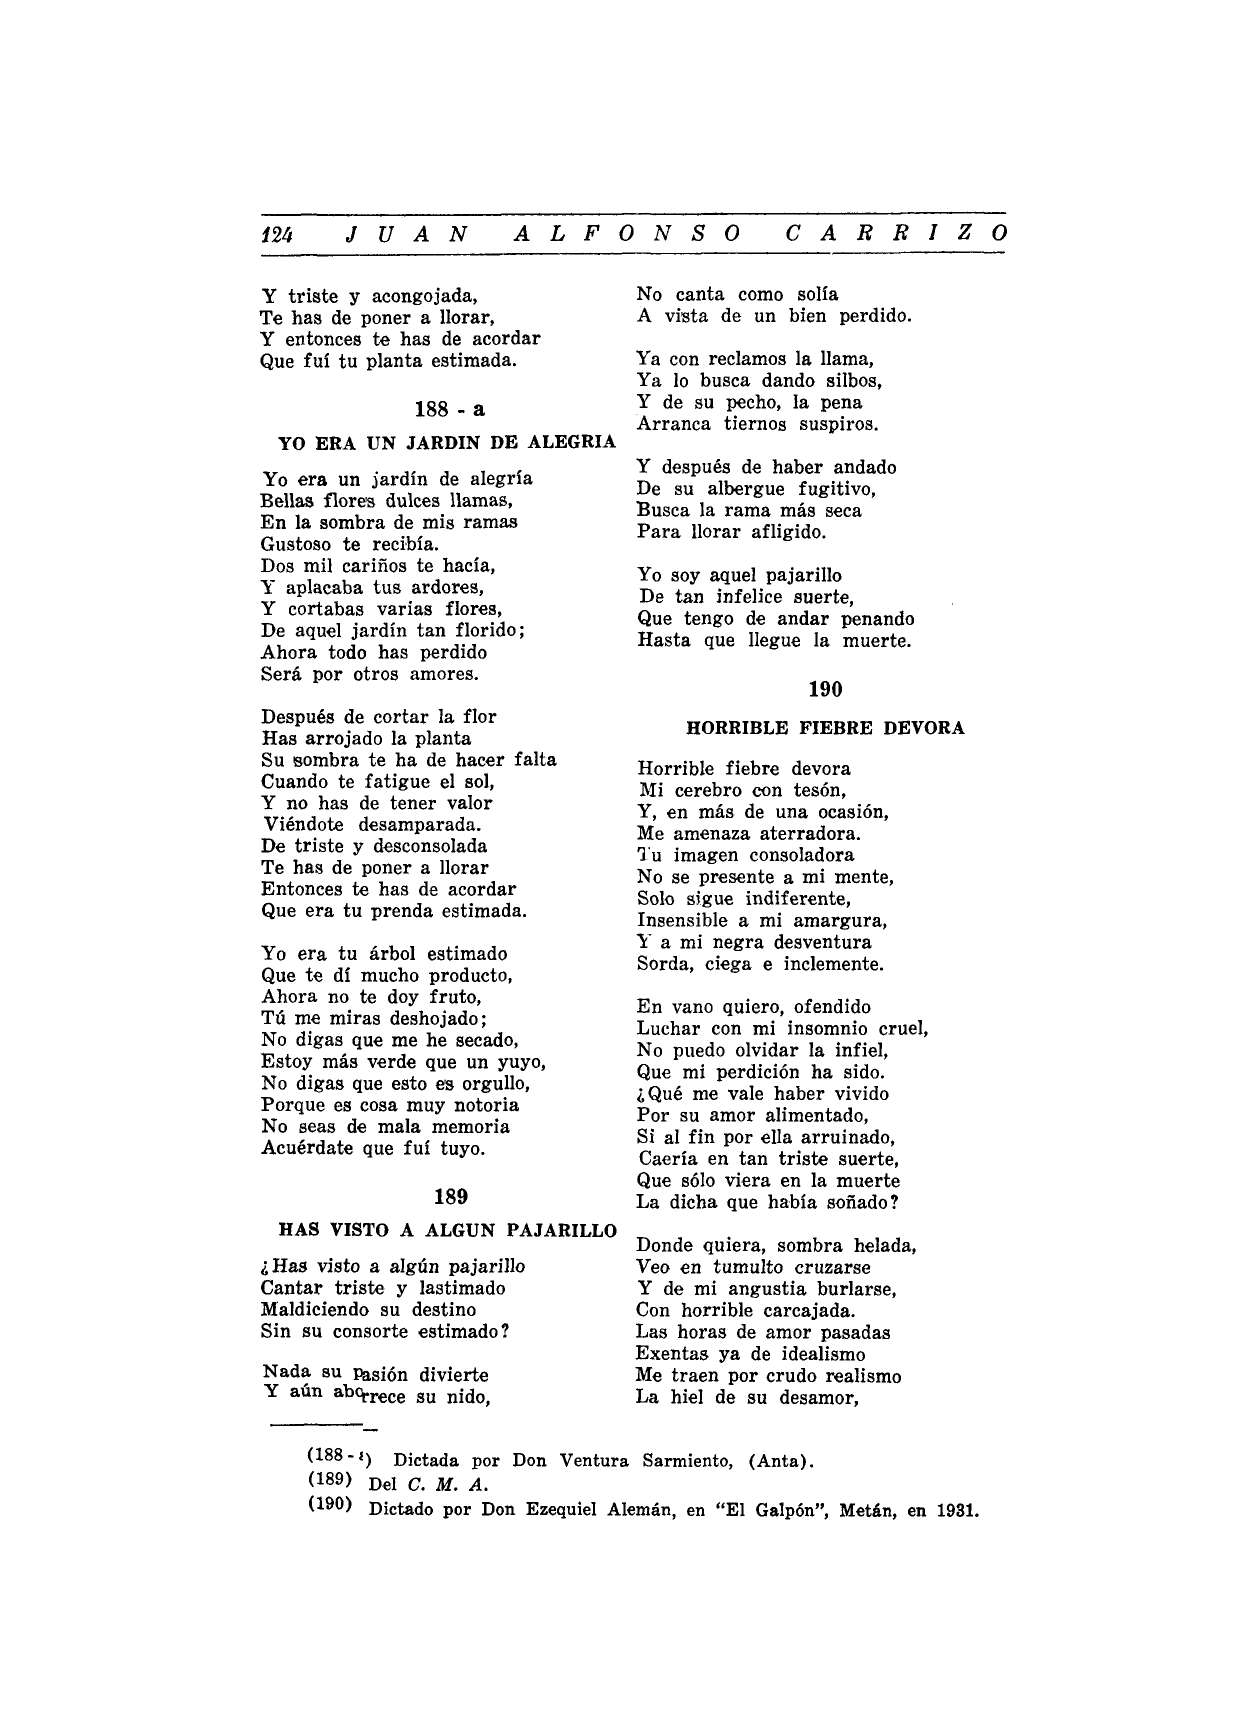 124 JUAN ALFONSO CARRIZO
Y triste y acongojada,
Te has de poner a llorar,
Y entonces te has de acordar
Que fuí tu planta estimada.
188 - a
YO ERA UN JARDIN DE ALEGRIA
Yo era un jardín de alegría
Bellas flores dulces llamas,
En la sombra de mis ramas
Gustoso te recibía.
Dos mil cariños te hacía,
Y aplacaba tus ardores,
Y cortabas varias flores,
De aquel jardín tan florido;
Ahora todo has perdido
Será por otros amores.
Después de cortar la flor
Has arrojado la planta
Su sombra te ha de hacer falta
Cuando te fatigue el sol,
Y no has de tener valor
Viéndote desamparada.
De triste y desconsolada
Te has de poner a llorar
Entonces te has de acordar
Que era tu prenda estimada.
Yo era tu árbol estimado
Que te dí mucho producto,
Ahora no te doy fruto,
Tú me miras deshojado;
No digas que me he secado,
Estoy más verde que un yuyo,
No digas que esto es orgullo,
Porque es cosa muy notoria
No seas de mala memoria
Acuérdate que fuí tuyo.
189
HAS VISTO A ALGUN PAJARILLO
¿Has visto a algún pajarillo
Cantar triste y lastimado
Maldiciendo su destino
Sin su consorte estimado?
Nada su pasión divierte
Y aún aborrece su nido,
No canta como solía
A vista de un bien perdido.
Ya con reclamos la llama,
Ya lo busca dando silbos,
Y de su pecho, la pena
Arranca tiernos suspiros.
Y después de haber andado
De su albergue fugitivo,
Busca la rama más seca
Para llorar afligido.
Yo soy aquel pajarillo
De tan infelice suerte,
Que tengo de andar penando
Hasta que llegue la muerte.
190
HORRIBLE FIEBRE DEVORA
Horrible fiebre devora
Mi cerebro con tesón,
Y, en más de una ocasión,
Me amenaza aterradora.
Tu imagen consoladora
No se presente a mi mente,
Solo sigue indiferente,
Insensible a mi amargura,
Y a mi negra desventura
Sorda, ciega e inclemente.
En vano quiero, ofendido
Luchar con mi insomnio cruel,
No puedo olvidar la infiel,
Que mi perdición ha sido.
¿Qué me vale haber vivido
Por su amor alimentado,
Si al fin por ella arruinado,
Caería en tan triste suerte,
Que sólo viera en la muerte
La dicha que había soñado?
Donde quiera, sombra helada,
Veo en tumulto cruzarse
Y de mi angustia burlarse,
Con horrible carcajada.
Las horas de amor pasadas
Exentas ya de idealismo
Me traen por crudo realismo
La hiel de su desamor,
(188 - a) Dictada por Don Ventura Sarmiento, (Anta).
(189) Del C. M. A.
(190) Dictado por Don Ezequiel Alemán, en "El Galpón", Metán, en 1931.